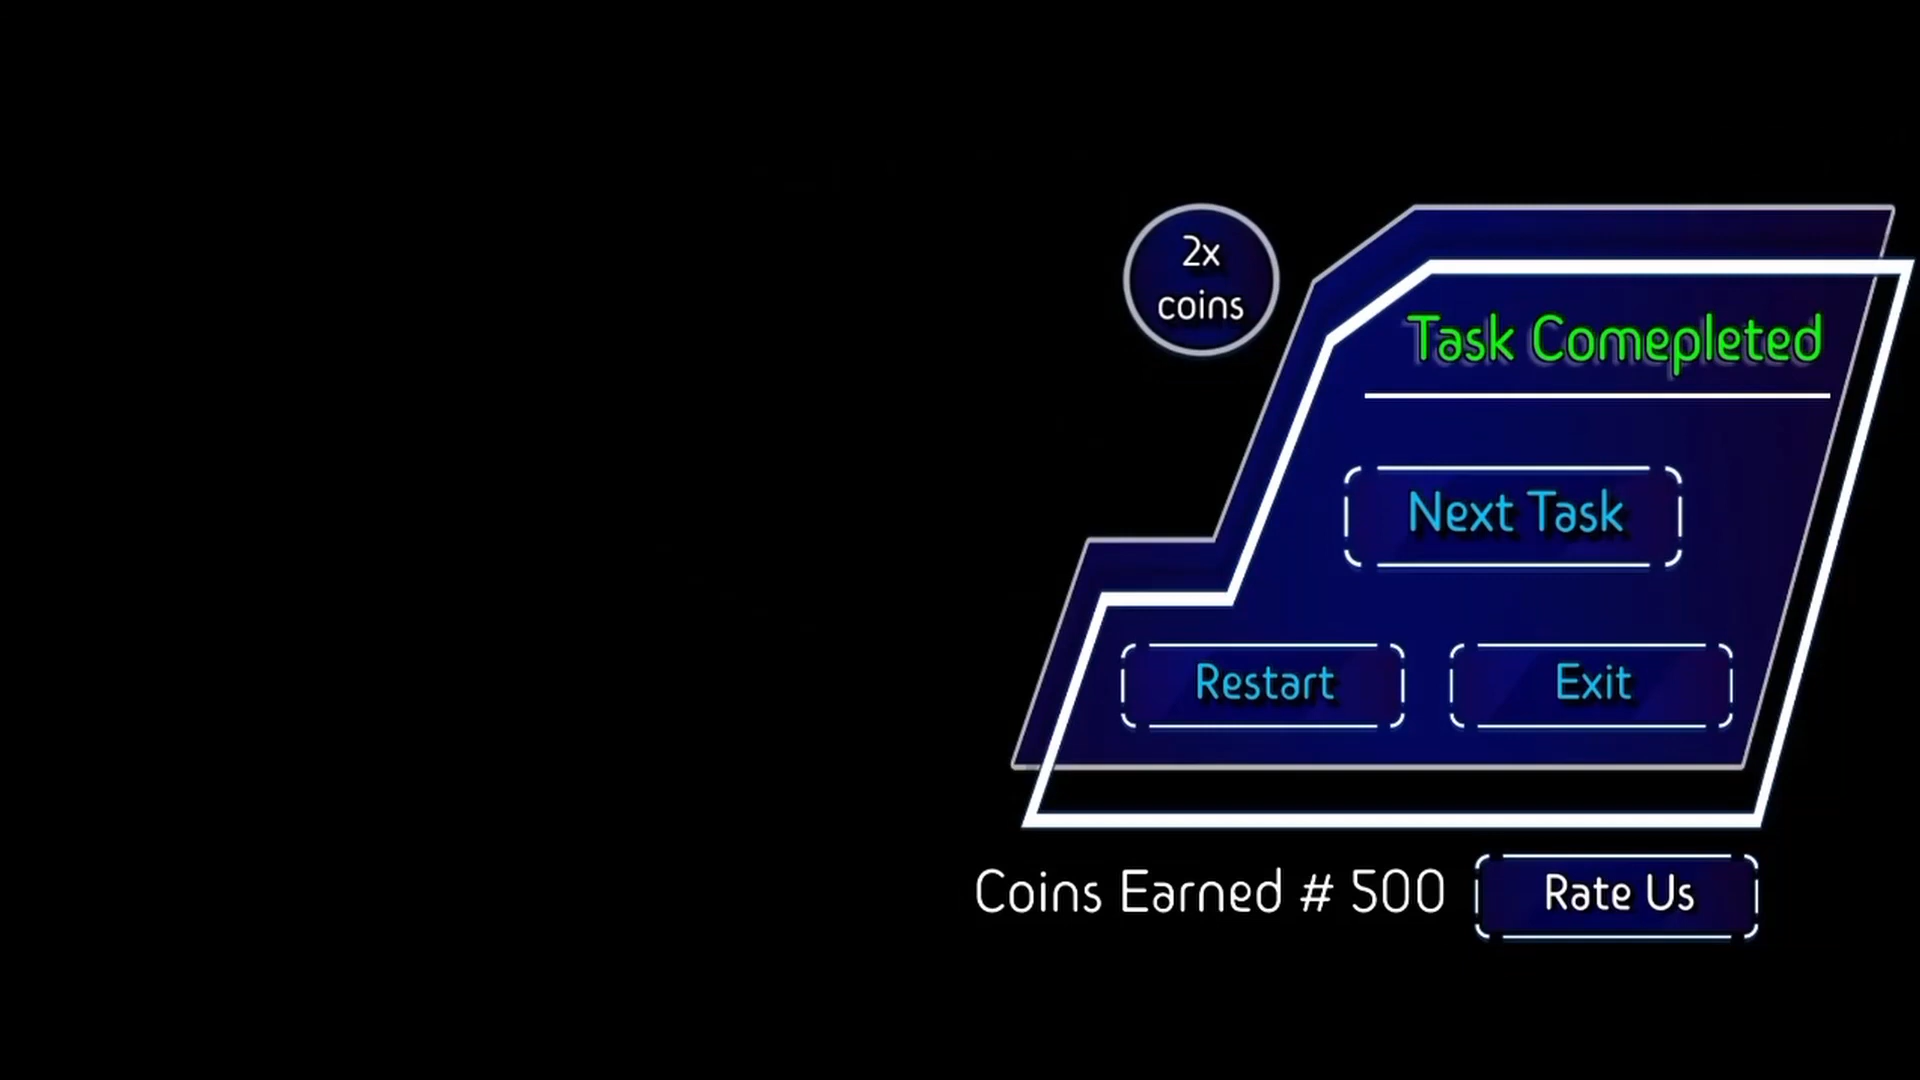 2x
coins
Task Comepleted
Next Task
Restart
Exit
Coins Earned # 500
Rate Us